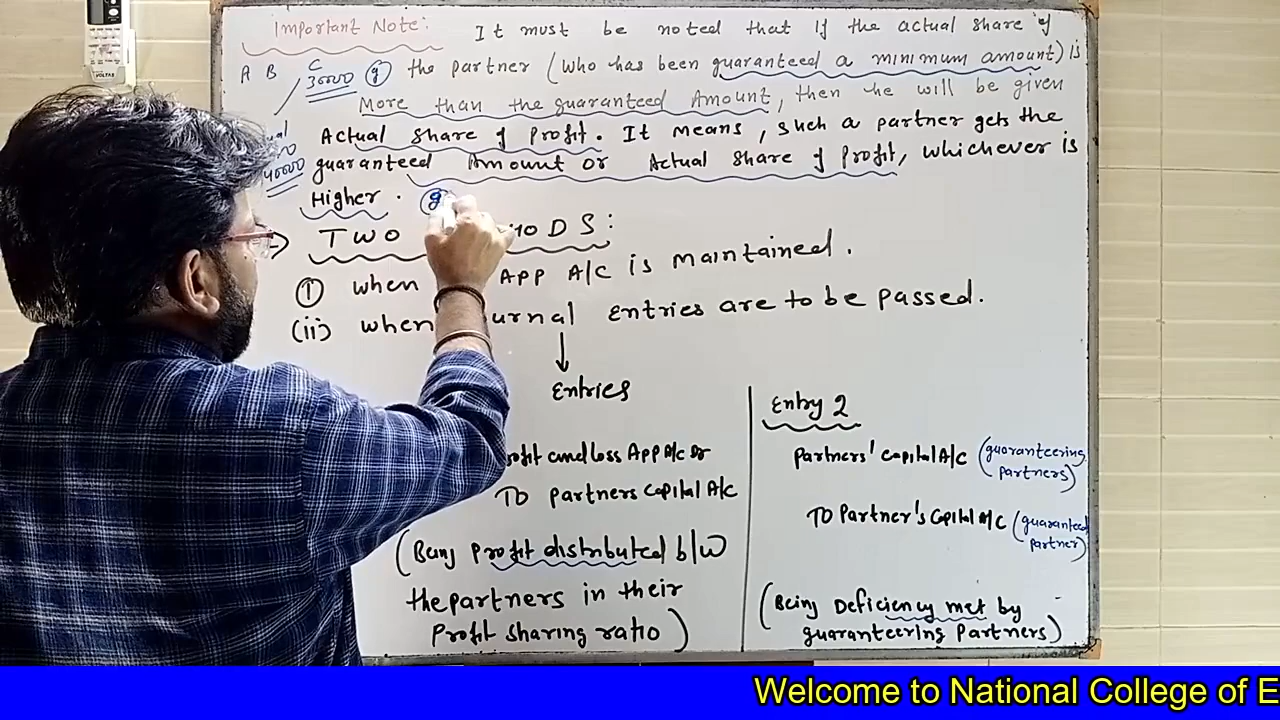 Important Note: It must be noted that if the actual share of
A B C
30000 (g) the partner (who has been guaranteed a minimum amount) is
More than the guaranteed Amount, then he will be given
Actual share of Profit. It means, such a partner gets the
40000 guaranteed Amount or Actual share of Profit, whichever is
Higher. (g)
TWO HODS:
(i) when APP A/C is maintained.
(ii) when urnal Entries are to be passed.
Entries
rofit and loss App A/c Dr
To partners Capital A/c
(Being Profit distributed b/w
the partners in their
Profit sharing ratio)
Entry 2
Partners' Capital A/C (guaranteeing
partners)
TO Partner's Capital A/C (guaranteed
partner)
(Being Deficiency met by
guaranteeing Partners)
VOLTAS
Welcome to National College of E